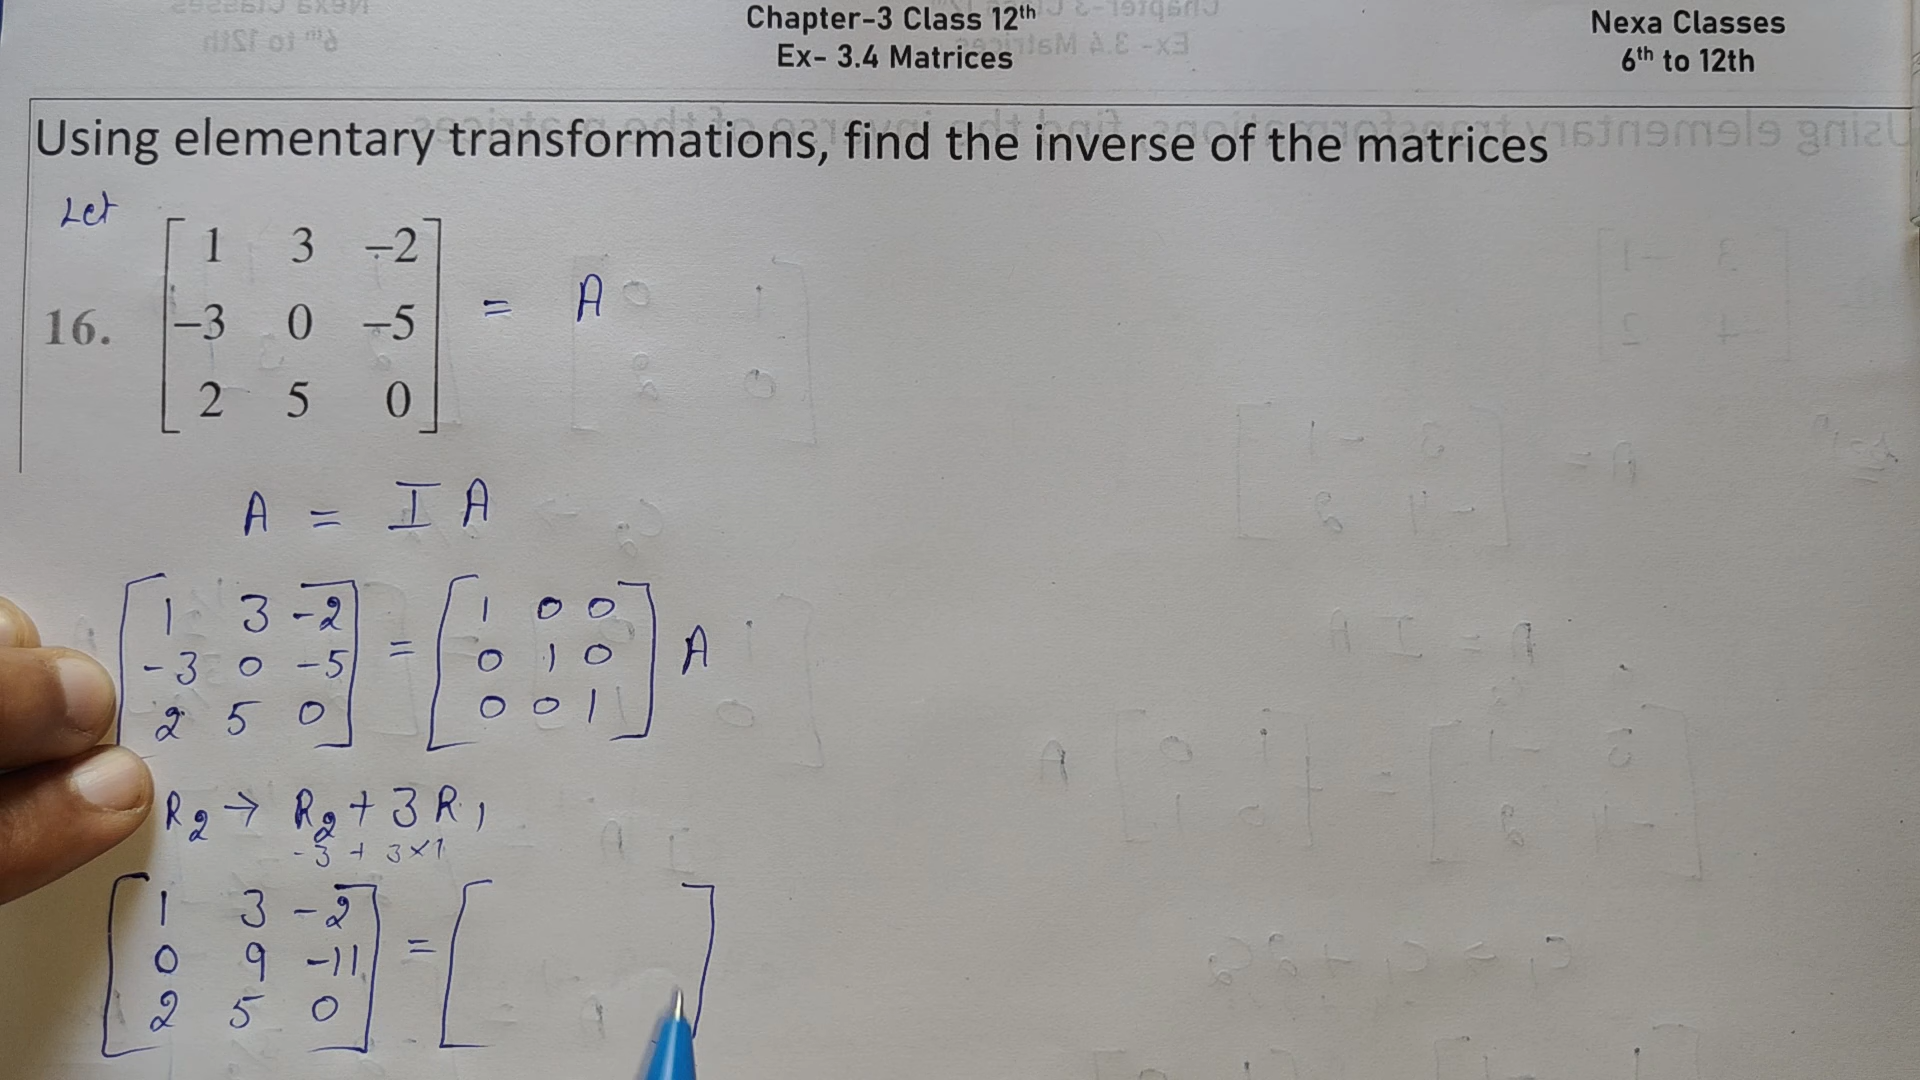 Chapter-3 Class 12th
Ex- 3.4 Matrices
Nexa Classes
6th to 12th
Using elementary transformations, find the inverse of the matrices
Let
16. [ 1 3 –2
–3 0 –5
2 5 0 ] = A
A = I A
[ 1 3 -2
-3 0 -5
2 5 0 ] = [ 1 0 0
0 1 0
0 0 1 ] A
R2 → R2 + 3 R1
-3 + 3×1
[ 1 3 -2
0 9 -11
2 5 0 ] = [ ]